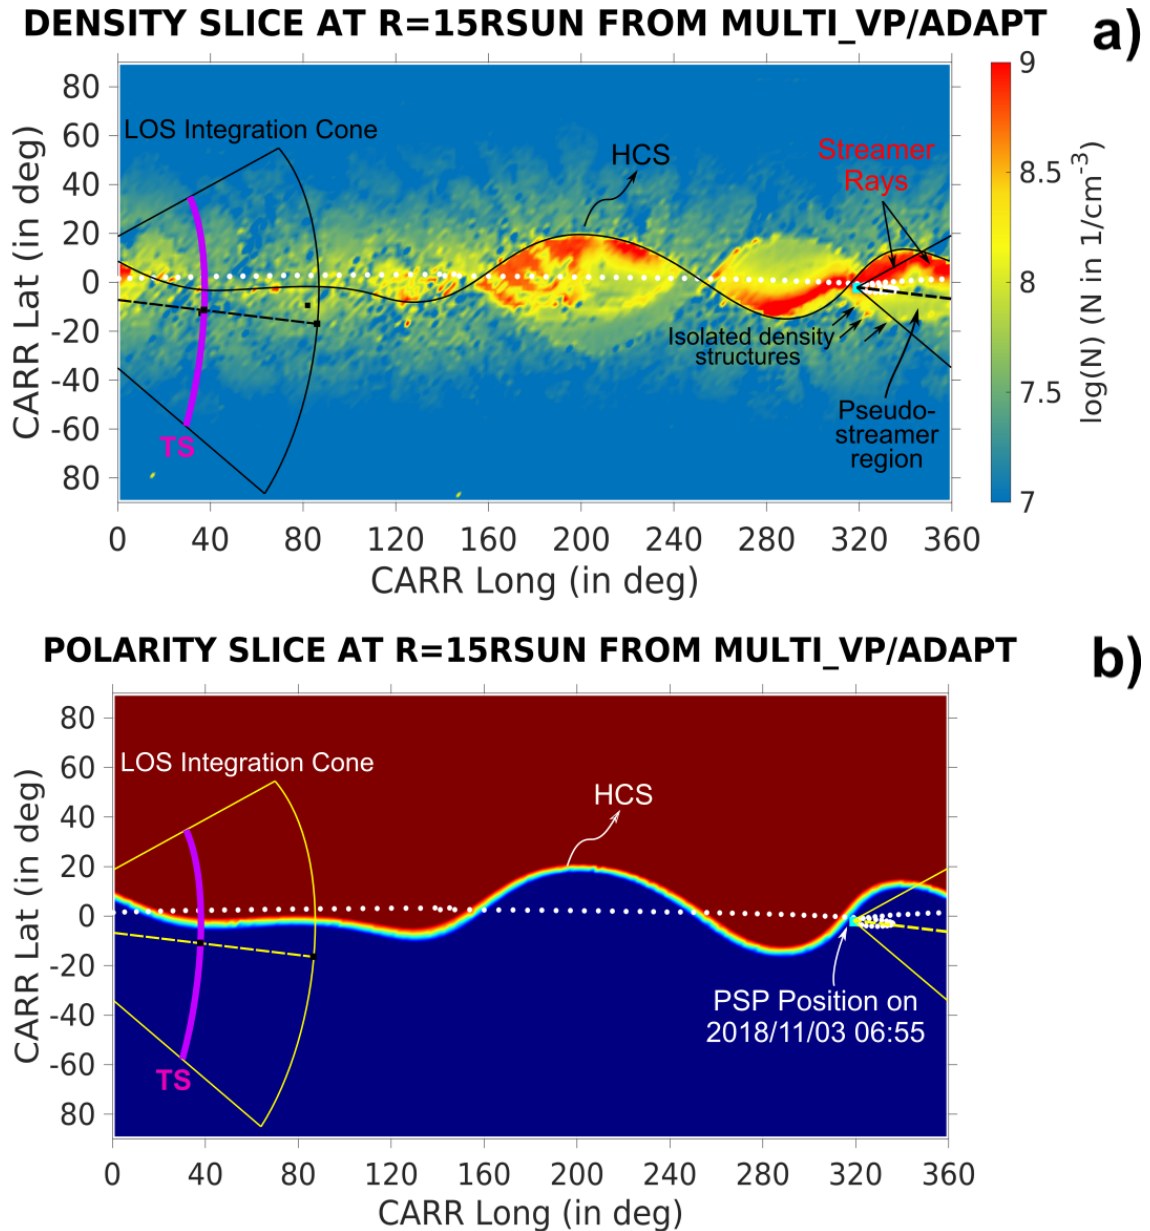 DENSITY SLICE AT R=15RSUN FROM MULTI_VP/ADAPT
a)
80
60
40
20
0
-20
-40
-60
80
CARR Lat (in deg)
LOS Integration Cone
HCS
Streamer
Rays
Isolated density
structures
Pseudo-
streamer
region
TS
0 40 80 120 160 200 240 280 320 360
CARR Long (in deg)
9
8.5
8
7.5
7
log(N) (N in 1/cm⁻³)
POLARITY SLICE AT R=15RSUN FROM MULTI_VP/ADAPT
b)
80
60
40
20
0
-20
-40
-60
80
CARR Lat (in deg)
LOS Integration Cone
HCS
PSP Position on
2018/11/03 06:55
TS
0 40 80 120 160 200 240 280 320 360
CARR Long (in deg)